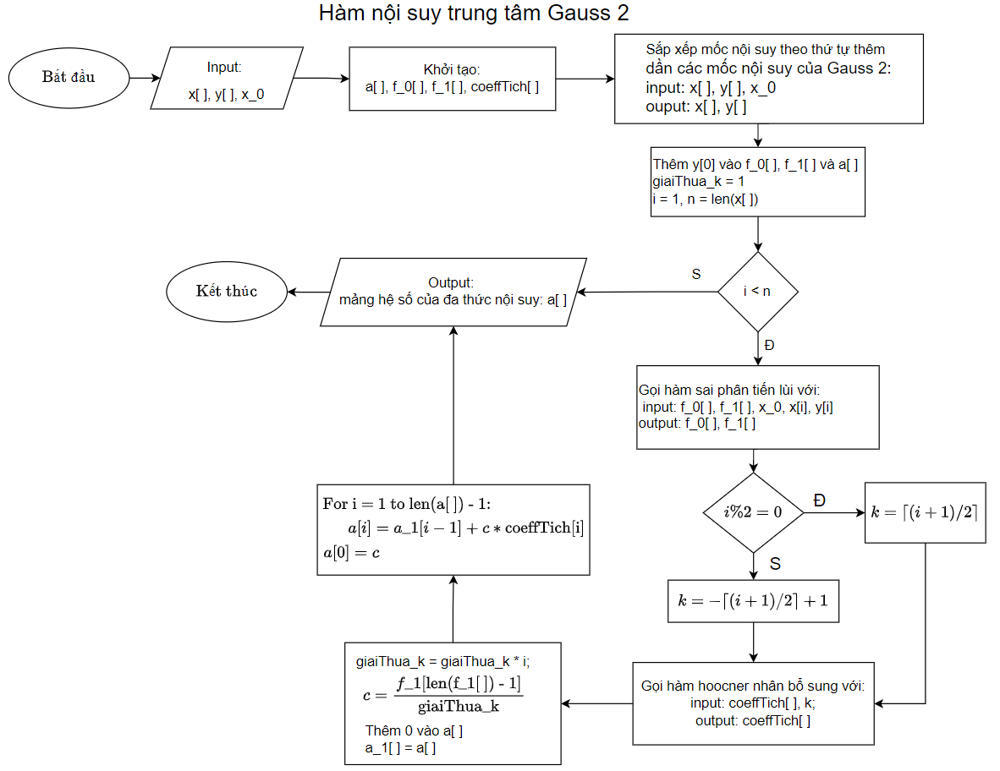 Hàm nội suy trung tâm Gauss 2
Bắt đầu
Input:
x[ ], y[ ], x_0
Khởi tạo:
a[ ], f_0[ ], f_1[ ], coeffTich[ ]
Sắp xếp mốc nội suy theo thứ tự thêm
dần các mốc nội suy của Gauss 2:
input: x[ ], y[ ], x_0
ouput: x[ ], y[ ]
Thêm y[0] vào f_0[ ], f_1[ ] và a[ ]
giaiThua_k = 1
i = 1, n = len(x[ ])
i < n
S
Đ
Output:
mảng hệ số của đa thức nội suy: a[ ]
Kết thúc
Gọi hàm sai phân tiến lùi với:
input: f_0[ ], f_1[ ], x_0, x[i], y[i]
output: f_0[ ], f_1[ ]
i%2 = 0
Đ
k = ⌈(i + 1)/2⌉
S
k = −⌈(i + 1)/2⌉ + 1
Gọi hàm hoocner nhân bổ sung với:
input: coeffTich[ ], k;
output: coeffTich[ ]
giaiThua_k = giaiThua_k * i;
c = f_1[len(f_1[ ]) - 1] / giaiThua_k
Thêm 0 vào a[ ]
a_1[ ] = a[ ]
For i = 1 to len(a[ ]) - 1:
a[i] = a_1[i − 1] + c ∗ coeffTich[i]
a[0] = c